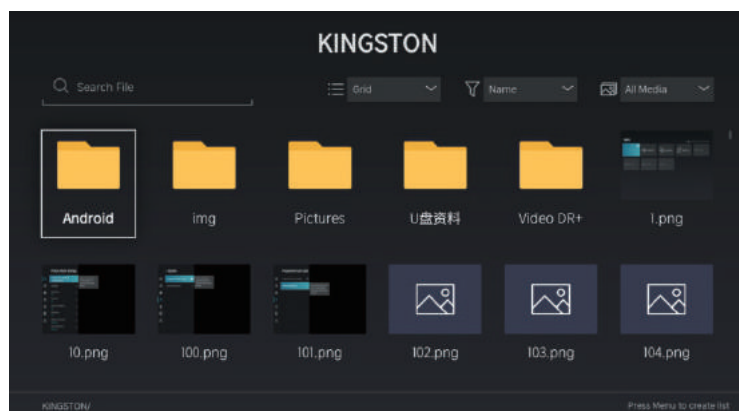 KINGSTON
Search File
Grid
Name
All Media
Android
img
Pictures
U盘资料
Video DR+
1.png
10.png
100.png
101.png
102.png
103.png
104.png
KINGSTON/
Press Menu to create list